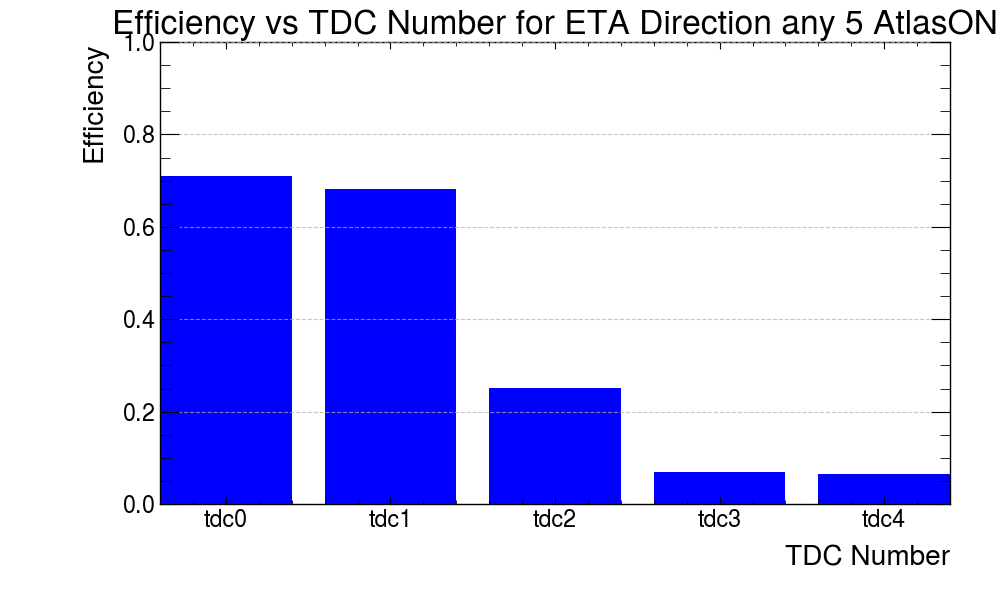 Efficiency vs TDC Number for ETA Direction any 5 AtlasON
Efficiency
1.0
0.8
0.6
0.4
0.2
0.0
tdc0 tdc1 tdc2 tdc3 tdc4
TDC Number